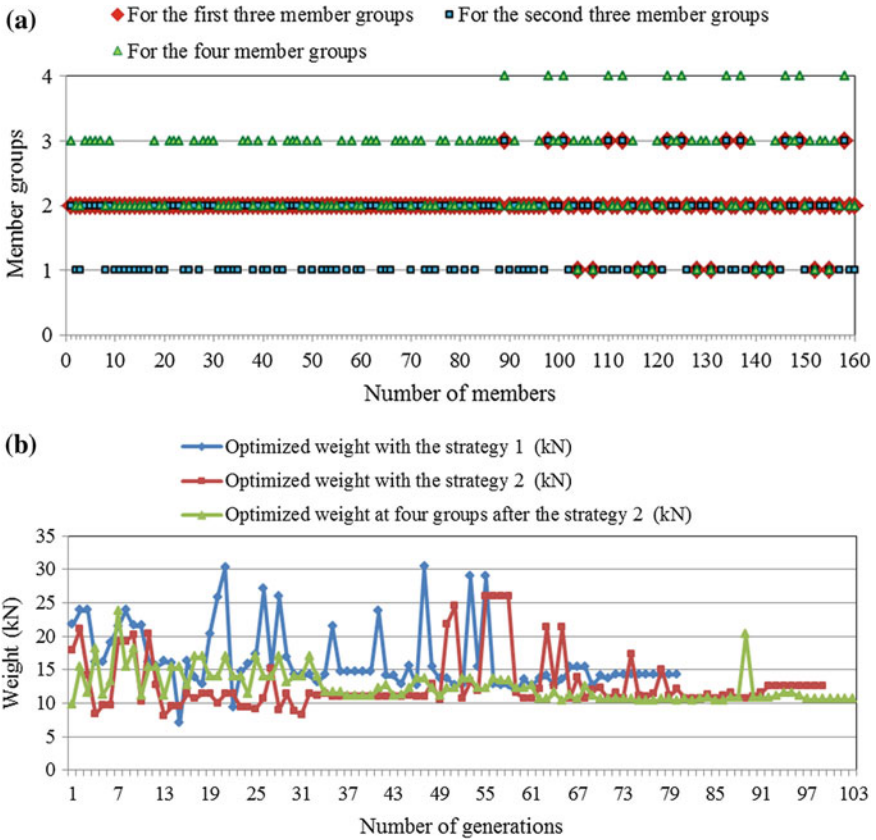 (a)
For the first three member groups
For the second three member groups
For the four member groups
4
3
2
1
0
Member groups
0 10 20 30 40 50 60 70 80 90 100 110 120 130 140 150 160
Number of members
(b)
Optimized weight with the strategy 1 (kN)
Optimized weight with the strategy 2 (kN)
Optimized weight at four groups after the strategy 2 (kN)
35
30
25
20
15
10
5
0
Weight (kN)
1 7 13 19 25 31 37 43 49 55 61 67 73 79 85 91 97 103
Number of generations